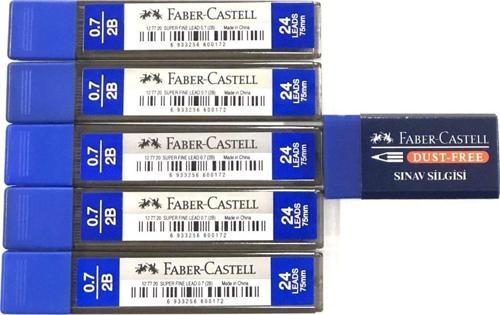 0.7
2B
FABER-CASTELL
12 77 20 SUPER FINE LEAD 0.7 (2B)
Made in China
6 933256 600172
24
LEADS
75mm
0.7
2B
FABER-CASTELL
12 77 20 SUPER FINE LEAD 0.7 (2B)
Made in China
6 933256 600172
24
LEADS
75mm
0.7
2B
FABER-CASTELL
12 77 20 SUPER FINE LEAD 0.7 (2B)
Made in China
6 933256 600172
24
LEADS
75mm
0.7
2B
FABER-CASTELL
12 77 20 SUPER FINE LEAD 0.7 (2B)
Made in China
6 933256 600172
24
LEADS
75mm
0.7
2B
FABER-CASTELL
12 77 20 SUPER FINE LEAD 0.7 (2B)
Made in China
6 933256 600172
24
LEADS
75mm
FABER-CASTELL
DUST-FREE
SINAV SİLGİSİ